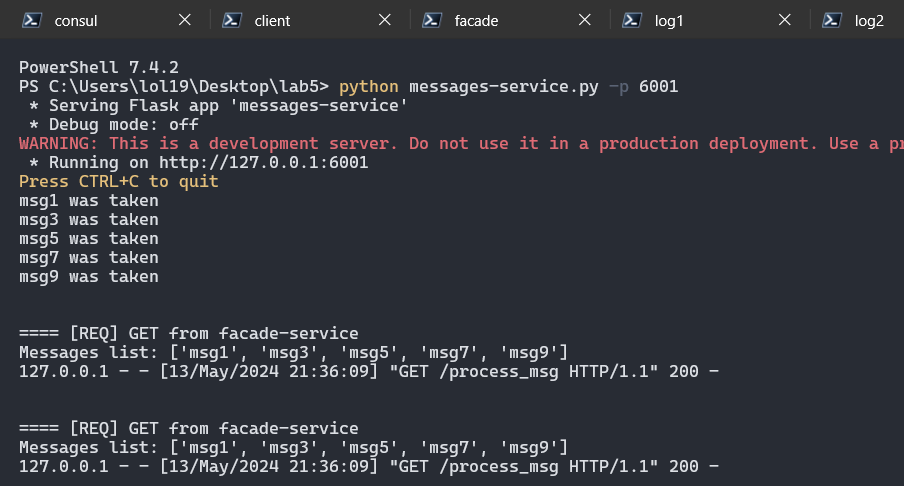 consul client facade log1 log2
PowerShell 7.4.2
PS C:\Users\lol19\Desktop\lab5> python messages-service.py -p 6001
 * Serving Flask app 'messages-service'
 * Debug mode: off
WARNING: This is a development server. Do not use it in a production deployment. Use a
 * Running on http://127.0.0.1:6001
Press CTRL+C to quit
msg1 was taken
msg3 was taken
msg5 was taken
msg7 was taken
msg9 was taken
==== [REQ] GET from facade-service
Messages list: ['msg1', 'msg3', 'msg5', 'msg7', 'msg9']
127.0.0.1 - - [13/May/2024 21:36:09] "GET /process_msg HTTP/1.1" 200 -
==== [REQ] GET from facade-service
Messages list: ['msg1', 'msg3', 'msg5', 'msg7', 'msg9']
127.0.0.1 - - [13/May/2024 21:36:09] "GET /process_msg HTTP/1.1" 200 -